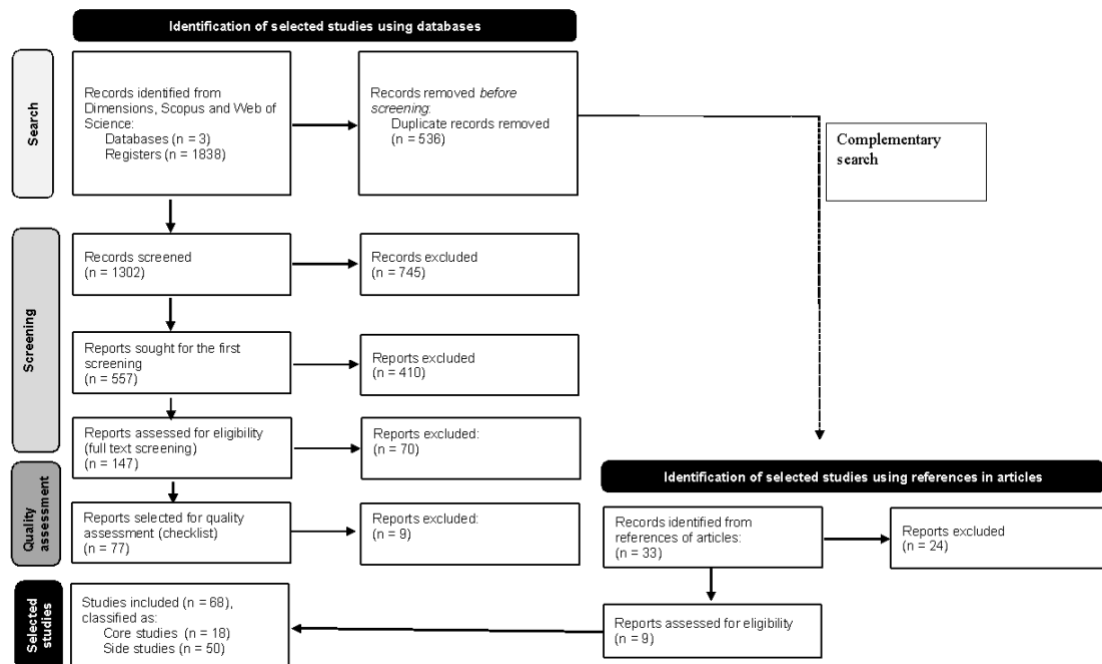 Identification of selected studies using databases
Search
Records identified from
Dimensions, Scopus and Web of
Science:
Databases (n = 3)
Registers (n = 1838)
Records removed before
screening:
Duplicate records removed
(n = 536)
Complementary
search
Screening
Records screened
(n = 1302)
Records excluded
(n = 745)
Reports sought for the first
screening
(n = 557)
Reports excluded
(n = 410)
Reports assessed for eligibility
(full text screening)
(n = 147)
Reports excluded:
(n = 70)
Identification of selected studies using references in articles
Quality
assessment
Reports selected for quality
assessment (checklist)
(n = 77)
Reports excluded:
(n = 9)
Records identified from
references of articles:
(n = 33)
Reports excluded
(n = 24)
Selected
studies
Studies included (n = 68),
classified as:
Core studies (n = 18)
Side studies (n = 50)
Reports assessed for eligibility
(n = 9)